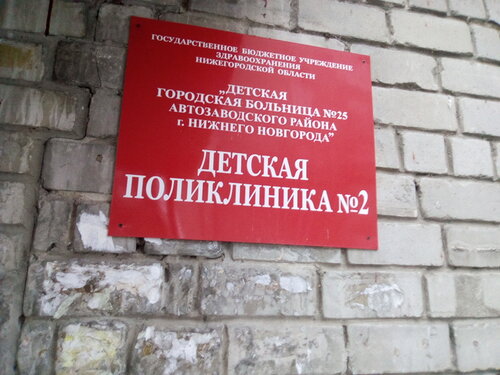 ГОСУДАРСТВЕННОЕ БЮДЖЕТНОЕ УЧРЕЖДЕНИЕ
ЗДРАВООХРАНЕНИЯ
НИЖЕГОРОДСКОЙ ОБЛАСТИ
„ДЕТСКАЯ
ГОРОДСКАЯ БОЛЬНИЦА №25
АВТОЗАВОДСКОГО РАЙОНА
г. НИЖНЕГО НОВГОРОДА"
ДЕТСКАЯ
ПОЛИКЛИНИКА №2